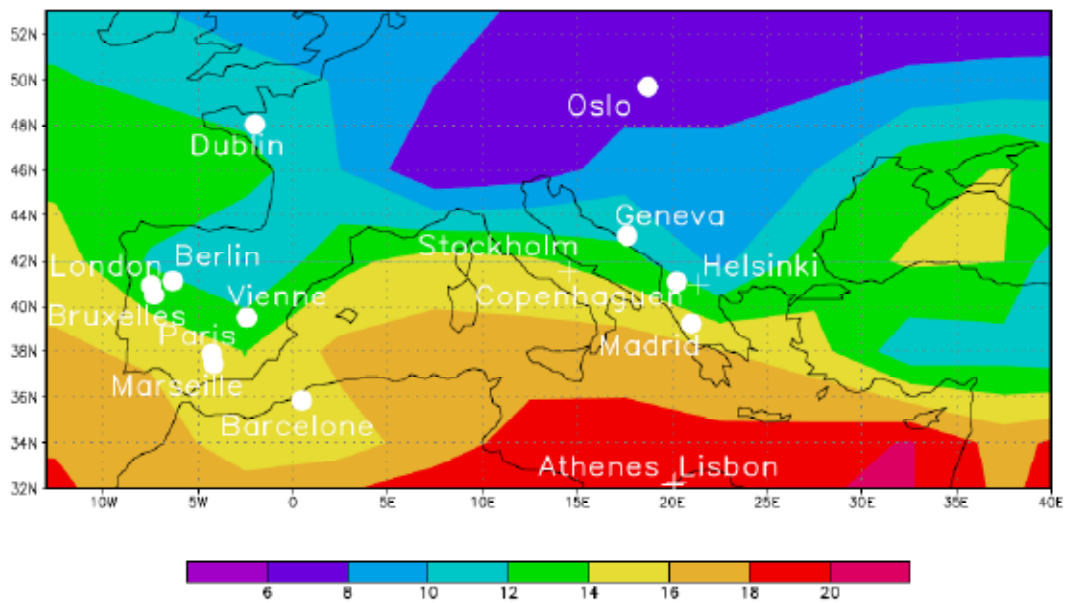 52N
50N
Oslo
48N
Dublin
46N
44N
Geneva
Stockholm
42N
London Berlin
Helsinki
Vienne
Copenhaguen
40N
Bruxelles
Paris
Madrid
38N
Marseille
36N
Barcelone
34N
Athenes Lisbon
32N
10W 5W 0 5E 10E 15E 20E 25E 30E 35E 40E
6 8 10 12 14 16 18 20